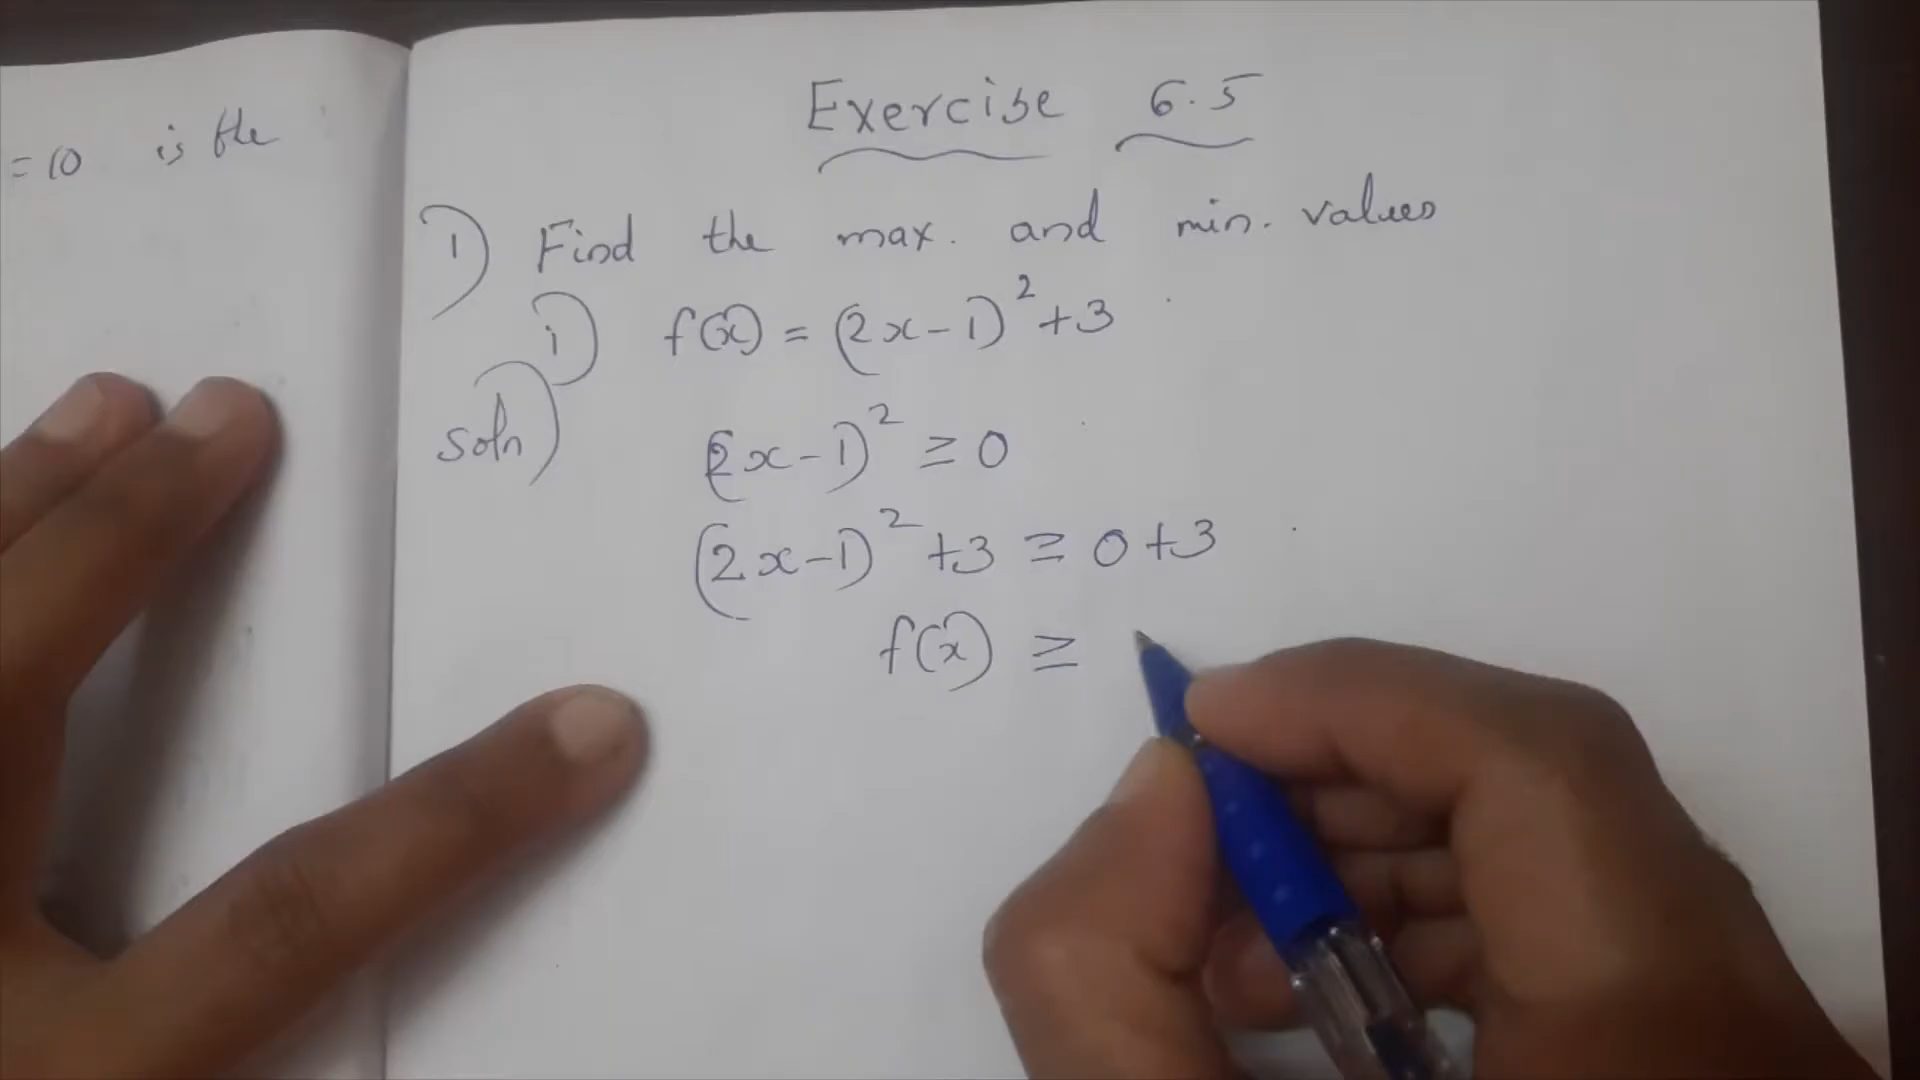 = 10 is the
Exercise 6.5
1) Find the max. and min. values
i) f(x) = (2x-1)² +3
soln) (2x-1)² ≥ 0
(2x-1)² +3 ≥ 0+3
f(x) ≥